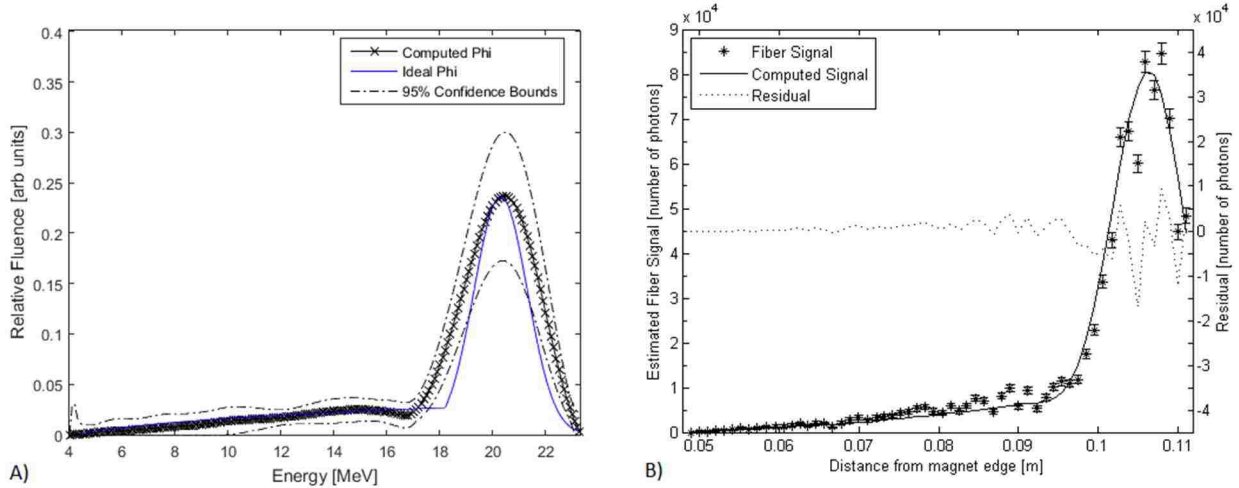 0.4
0.35
0.3
0.25
0.2
0.15
0.1
0.05
0
Relative Fluence [arb units]
Computed Phi
Ideal Phi
95% Confidence Bounds
4 6 8 10 12 14 16 18 20 22
Energy [MeV]
A)
x 10^4
x 10^4
9
8
7
6
5
4
3
2
1
0
Estimated Fiber Signal [number of photons]
Fiber Signal
Computed Signal
Residual
4
3
2
1
0
-1
-2
-3
-4
Residual [number of photons]
0.05 0.06 0.07 0.08 0.09 0.1 0.11
Distance from magnet edge [m]
B)